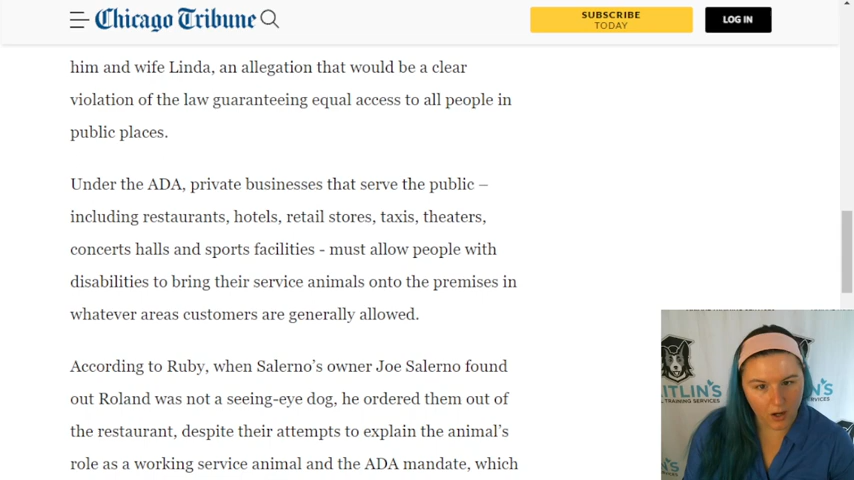 Chicago Tribune
SUBSCRIBE
TODAY
LOG IN
him and wife Linda, an allegation that would be a clear
violation of the law guaranteeing equal access to all people in
public places.
Under the ADA, private businesses that serve the public –
including restaurants, hotels, retail stores, taxis, theaters,
concerts halls and sports facilities - must allow people with
disabilities to bring their service animals onto the premises in
whatever areas customers are generally allowed.
According to Ruby, when Salerno’s owner Joe Salerno found
out Roland was not a seeing-eye dog, he ordered them out of
the restaurant, despite their attempts to explain the animal’s
role as a working service animal and the ADA mandate, which
EITLIN'S
TRAINING SERVICES